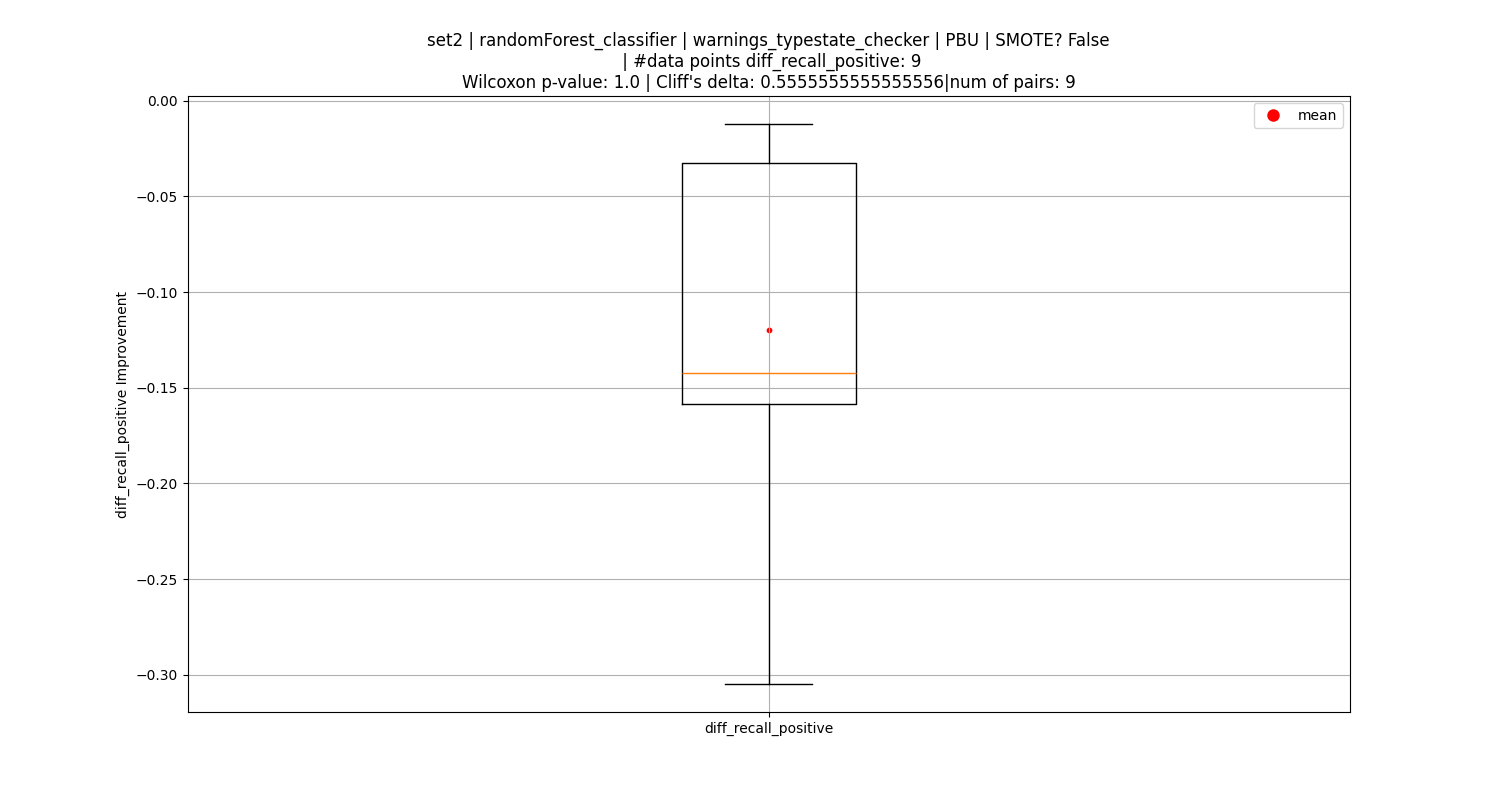 set2 | randomForest_classifier | warnings_typestate_checker | PBU | SMOTE? False
| #data points diff_recall_positive: 9
Wilcoxon p-value: 1.0 | Cliff's delta: 0.5555555555555556|num of pairs: 9
mean
0.00
−0.05
−0.10
−0.15
−0.20
−0.25
−0.30
diff_recall_positive Improvement
diff_recall_positive